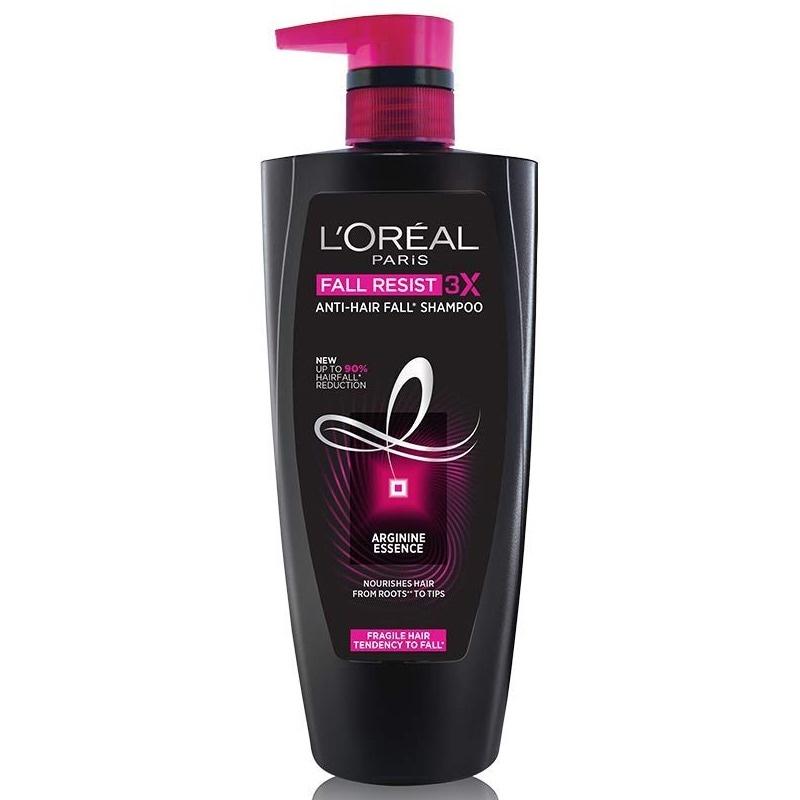 L'ORÉAL
PARiS
FALL RESIST 3X
ANTI-HAIR FALL* SHAMPOO
NEW
UP TO 90%
HAIRFALL*
REDUCTION
ARGININE
ESSENCE
NOURISHES HAIR
FROM ROOTS** TO TIPS
FRAGILE HAIR
TENDENCY TO FALL*